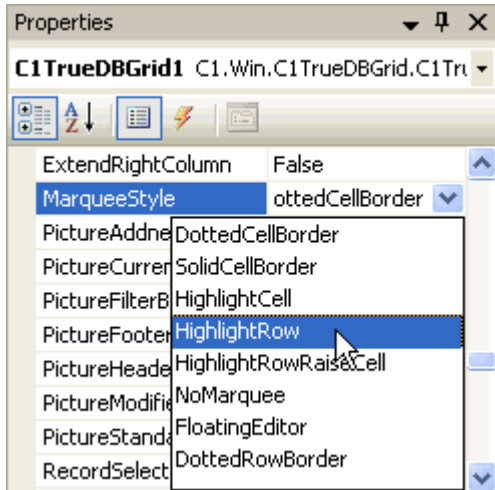 Properties
C1TrueDBGrid1 C1.Win.C1TrueDBGrid.C1Tru
ExtendRightColumn False
MarqueeStyle ottedCellBorder
PictureAddne DottedCellBorder
PictureCurren SolidCellBorder
PictureFilterB HighlightCell
PictureFooter HighlightRow
PictureHeade HighlightRowRaiseCell
PictureModifie NoMarquee
PictureStanda FloatingEditor
RecordSelect DottedRowBorder